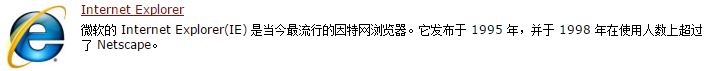 Internet Explorer
微软的 Internet Explorer(IE) 是当今最流行的因特网浏览器。它发布于 1995 年，并于 1998 年在使用人数上超过
了 Netscape。